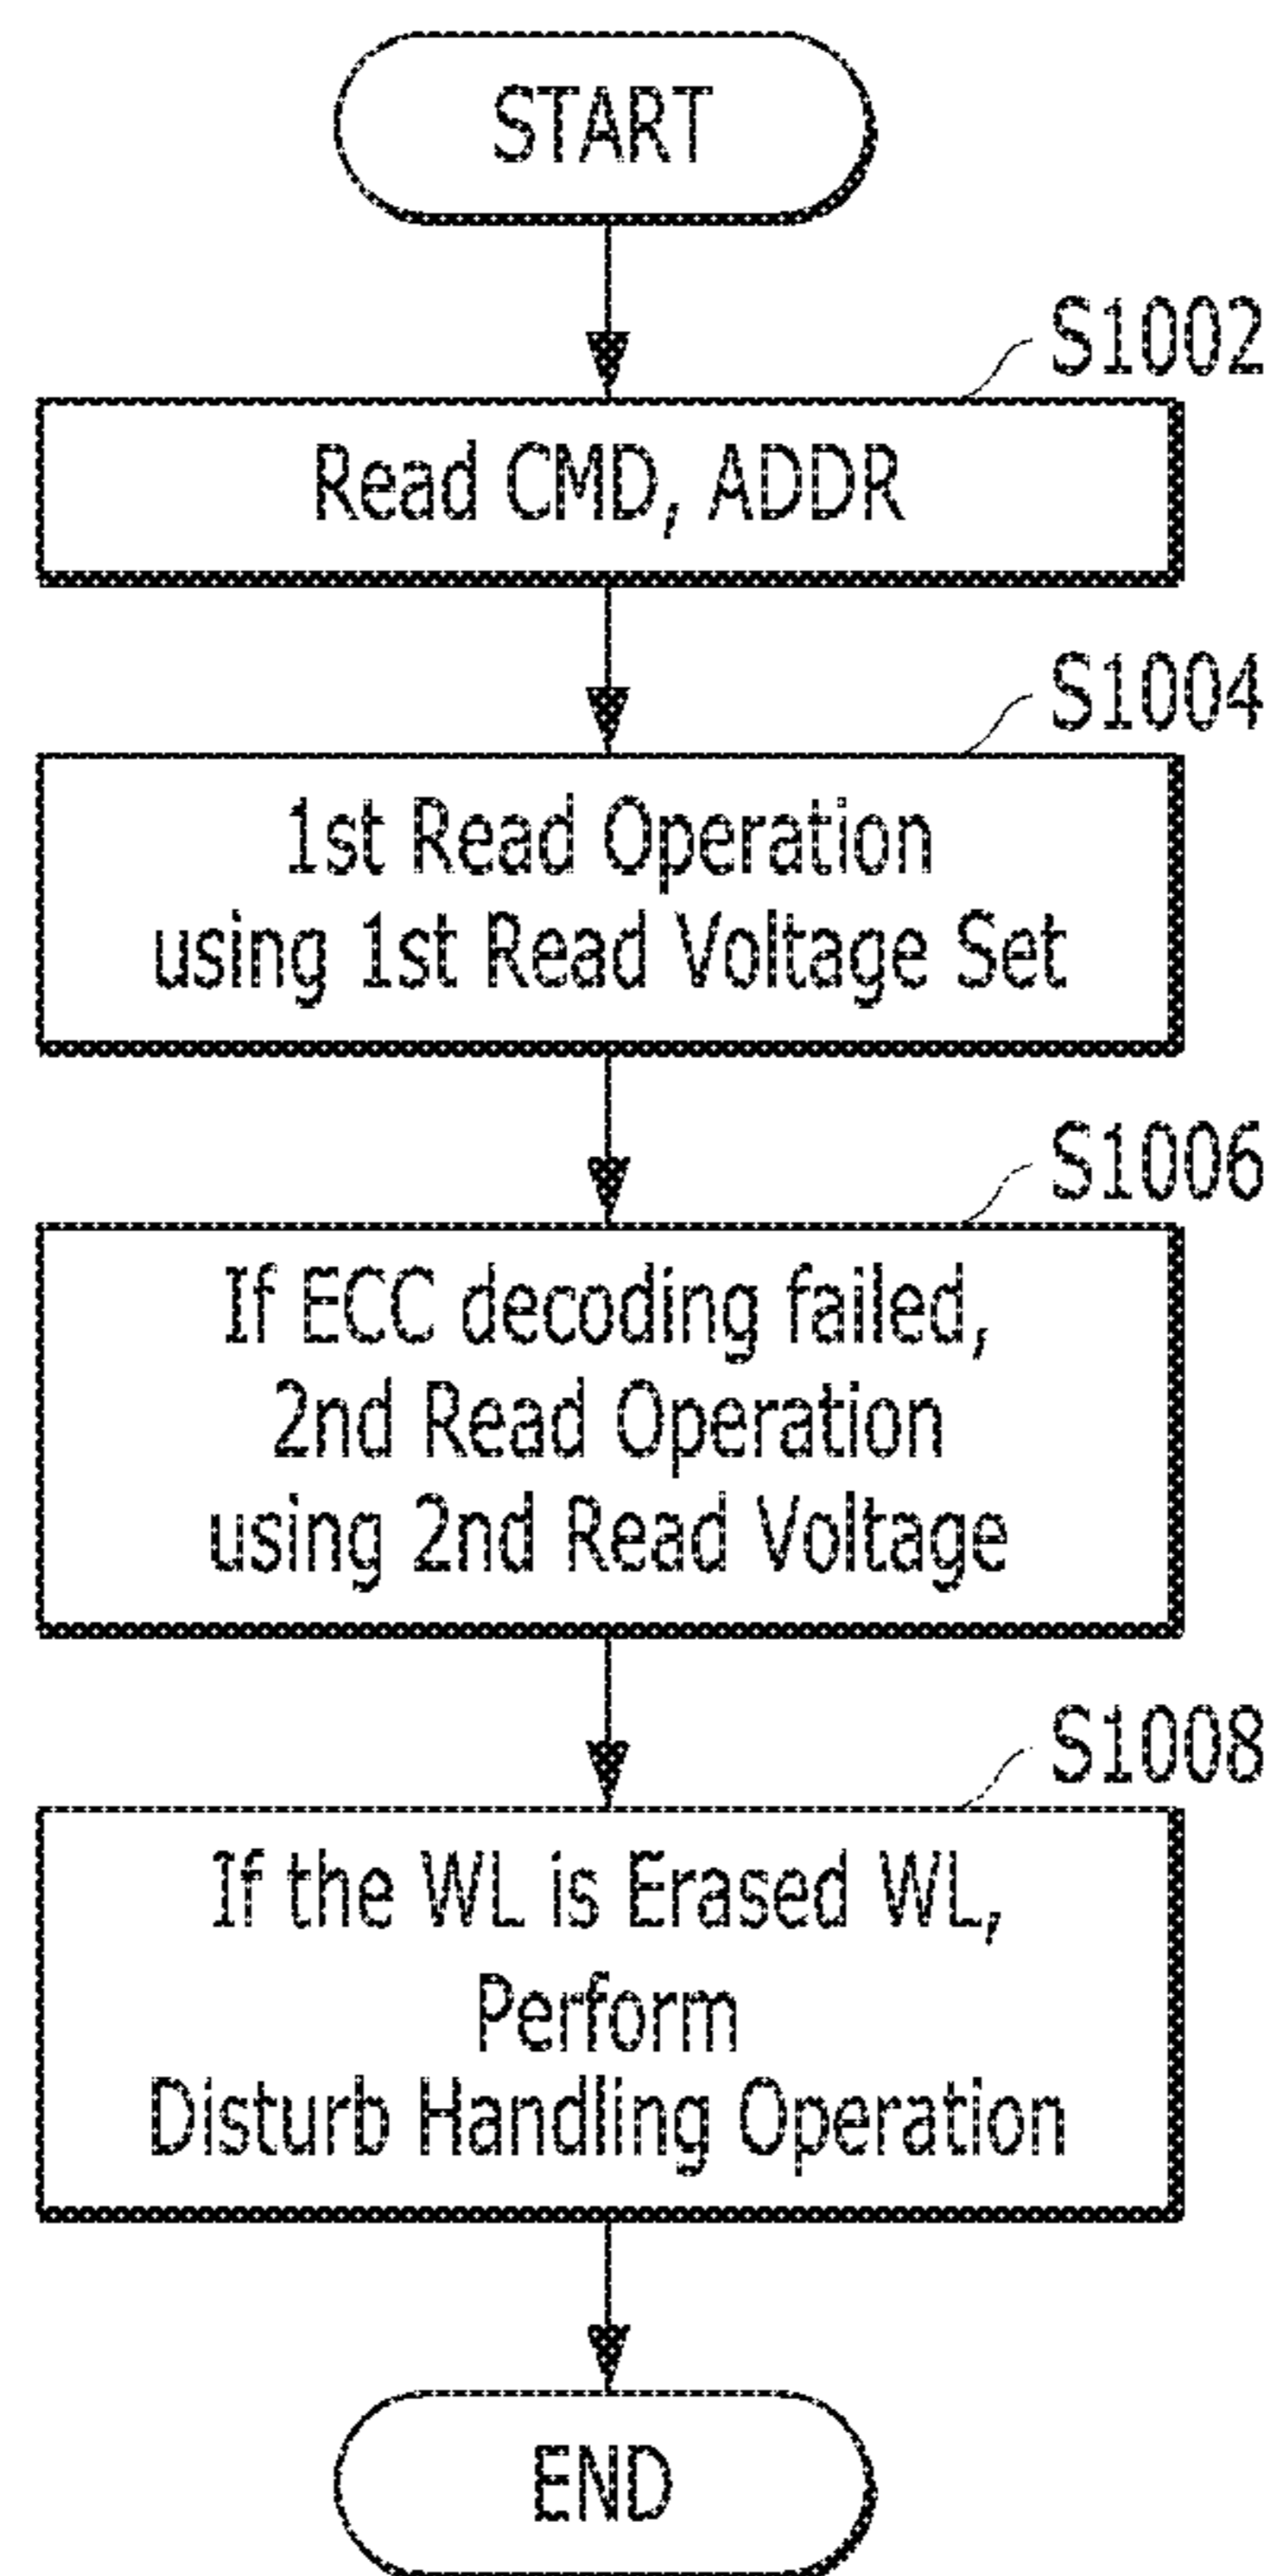 START
S1002
Read CMD, ADDR
S1004
1st Read Operation
using 1st Read Voltage Set
S1006
If ECC decoding failed,
2nd Read Operation
using 2nd Read Voltage
S1008
If the WL is Erased WL,
Perform
Disturb Handling Operation
END